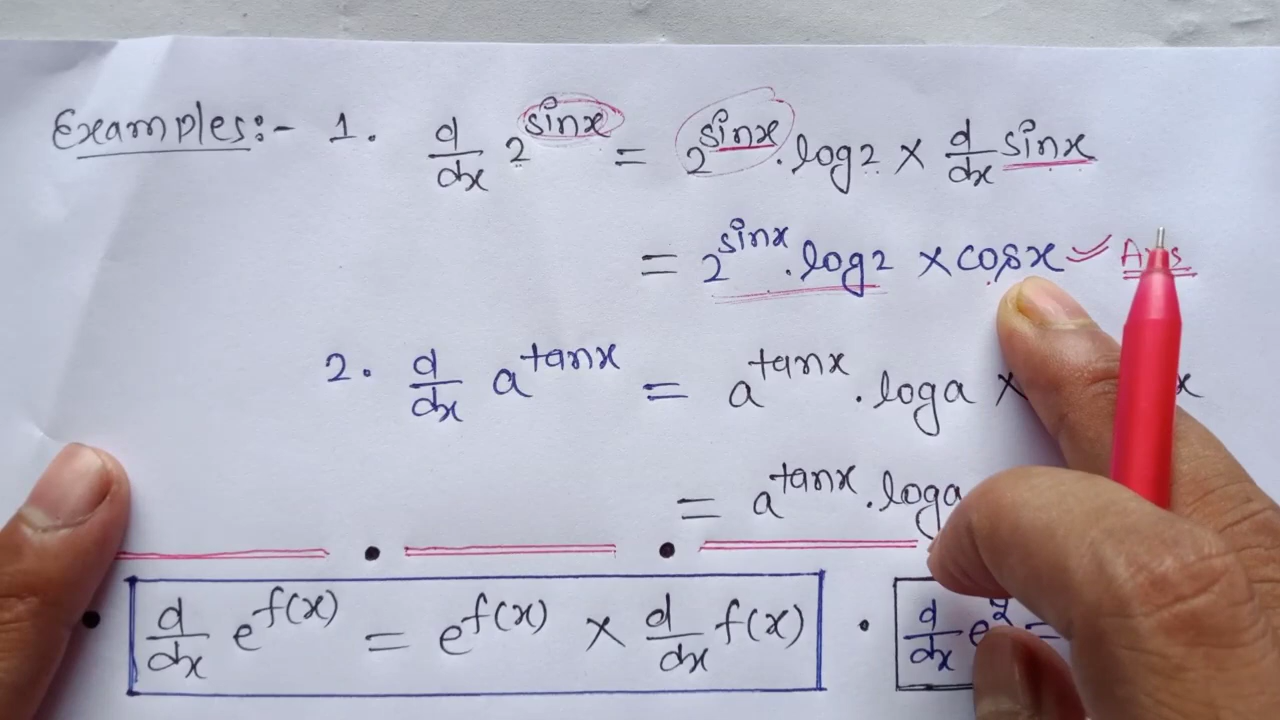 Examples:- 1. d/dx 2^sinx = 2^sinx . log2 × d/dx sinx
= 2^sinx . log2 × cosx Ans
2. d/dx a^tanx = a^tanx . loga × x
= a^tanx . loga
d/dx e^f(x) = e^f(x) × d/dx f(x) • d/dx e^x =